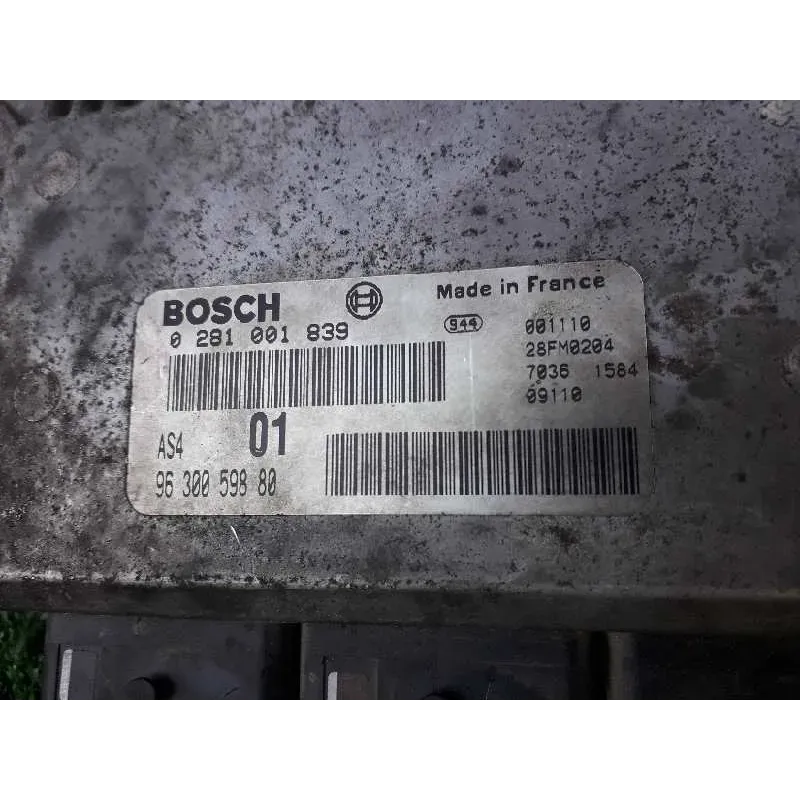 BOSCH
Made in France
0 281 001 839
944
001110
28FM0204
7036 1584
09110
AS4 01
96 300 598 80